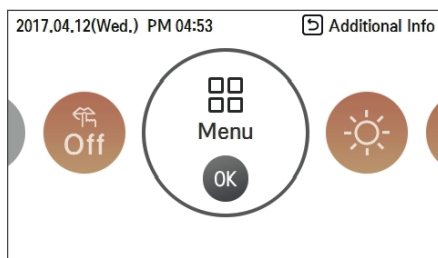 2017.04.12(Wed.) PM 04:53
Additional Info
Off
Menu
OK